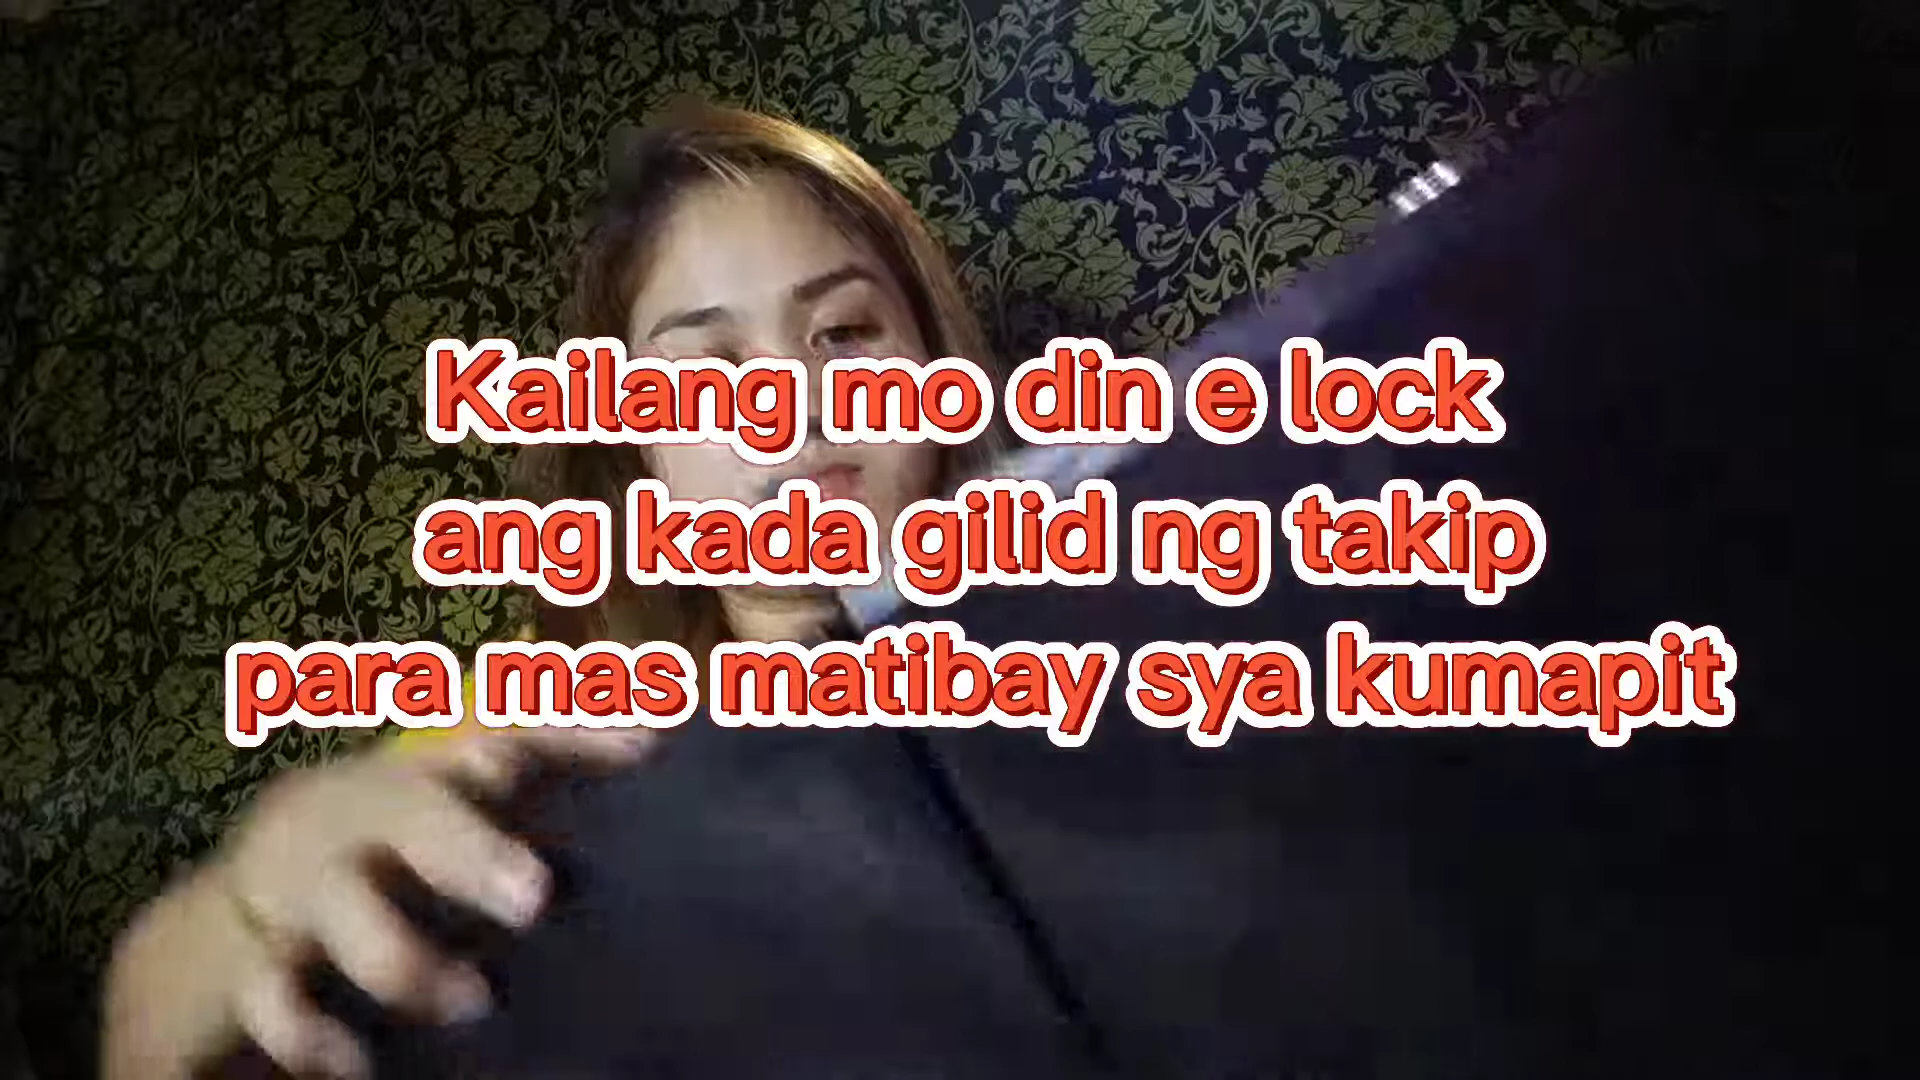 Kailang mo din e lock
ang kada gilid ng takip
para mas matibay sya kumapit